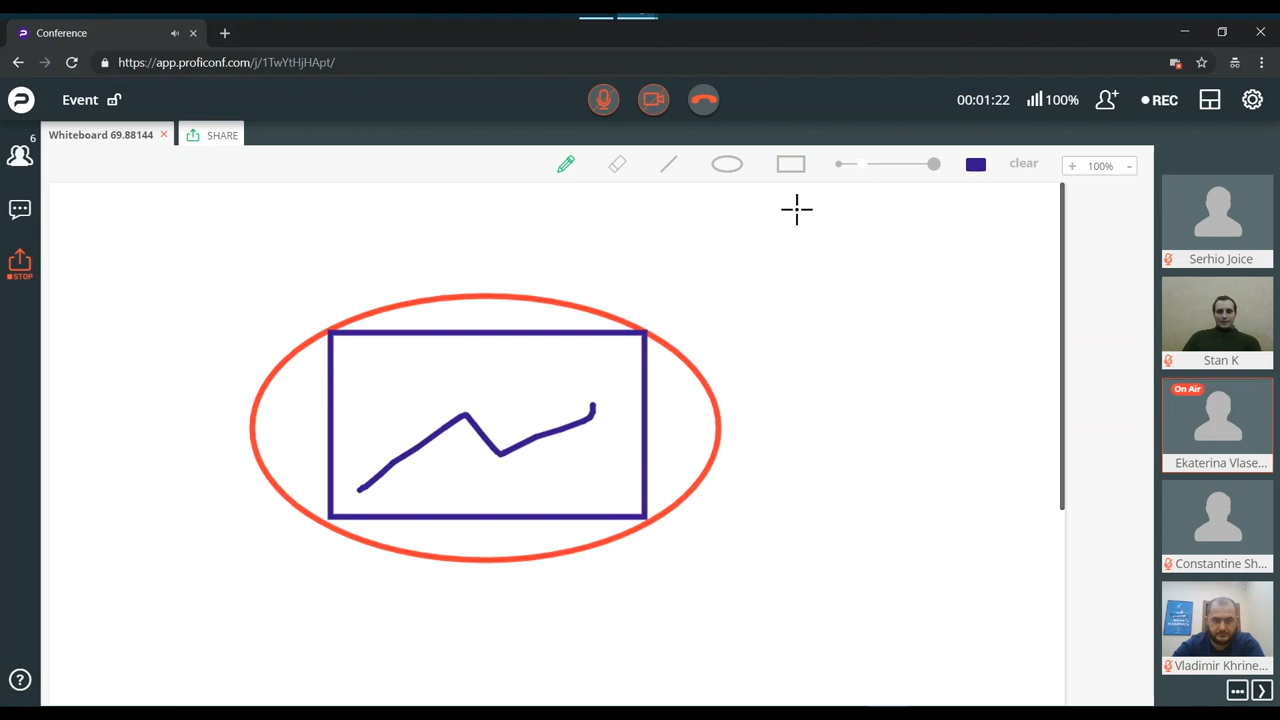 Conference
https://app.proficonf.com/j/1TwYtHjHApt/
Event
00:01:22
100%
REC
6
Whiteboard 69.88144
SHARE
clear
+ 100% -
STOP
Serhio Joice
Stan K
On Air
Ekaterina Vlase...
Constantine Sh...
Vladimir Khrine...